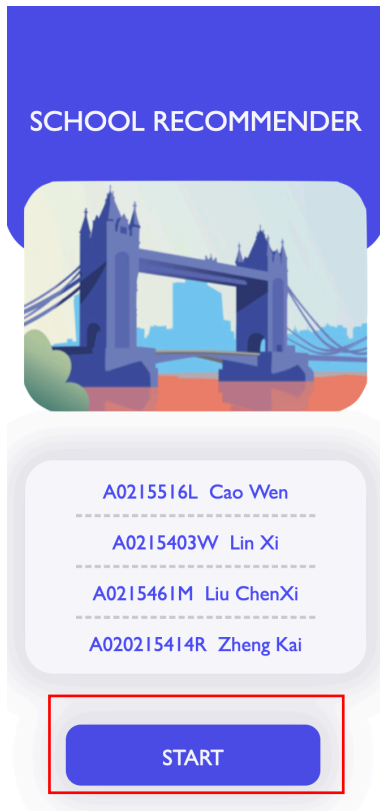 SCHOOL RECOMMENDER
A0215516L Cao Wen
A0215403W Lin Xi
A0215461M Liu ChenXi
A020215414R Zheng Kai
START